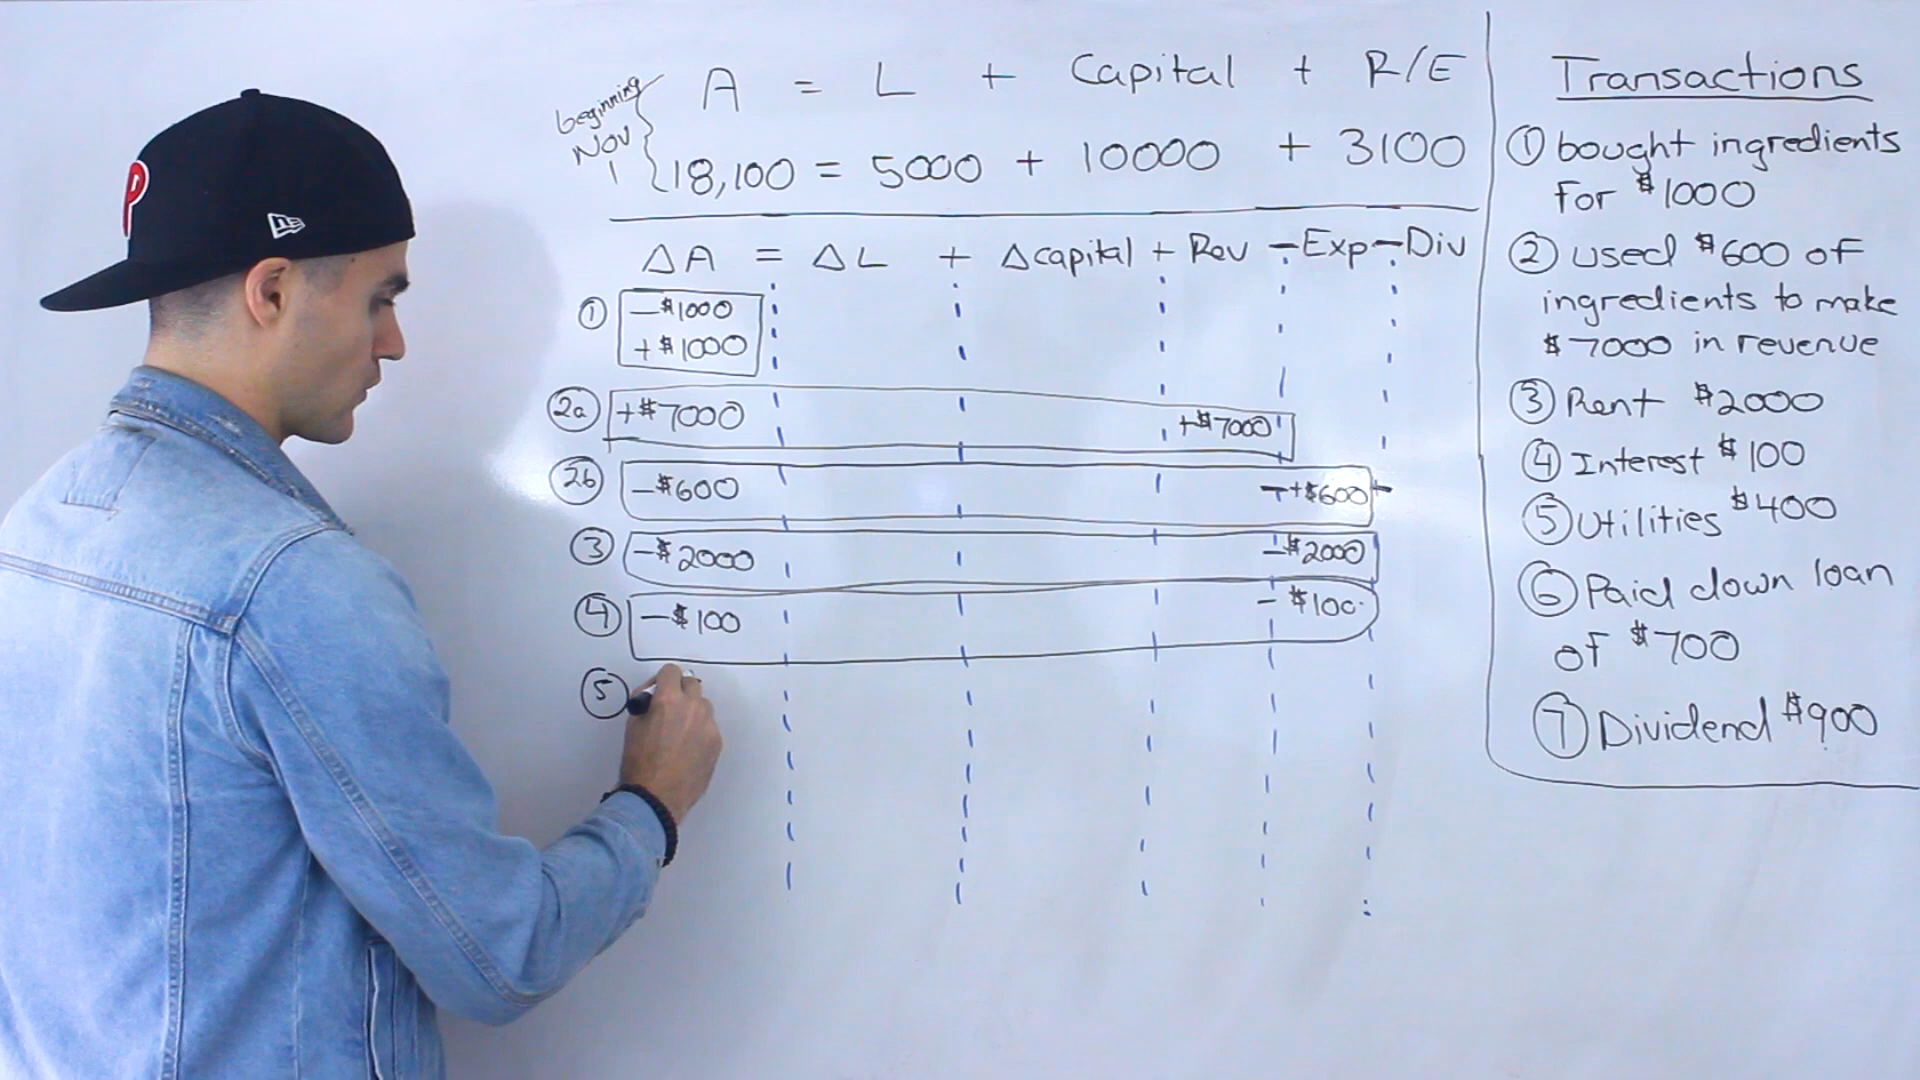 A = L + Capital + R/E
beginning
Nov
1
18,100 = 5000 + 10000 + 3100
ΔA = ΔL + Δcapital + Rev - Exp - Div
① -$1000
+$1000
2a +$7000 +$7000
2b -$600 - +$600
③ -$2000 -$2000
④ -$100 -$100
⑤
Transactions
① bought ingredients
for $1000
② used $600 of
ingredients to make
$7000 in revenue
③ Rent $2000
④ Interest $100
⑤ Utilities $400
⑥ Paid down loan
of $700
⑦ Dividend $900
P